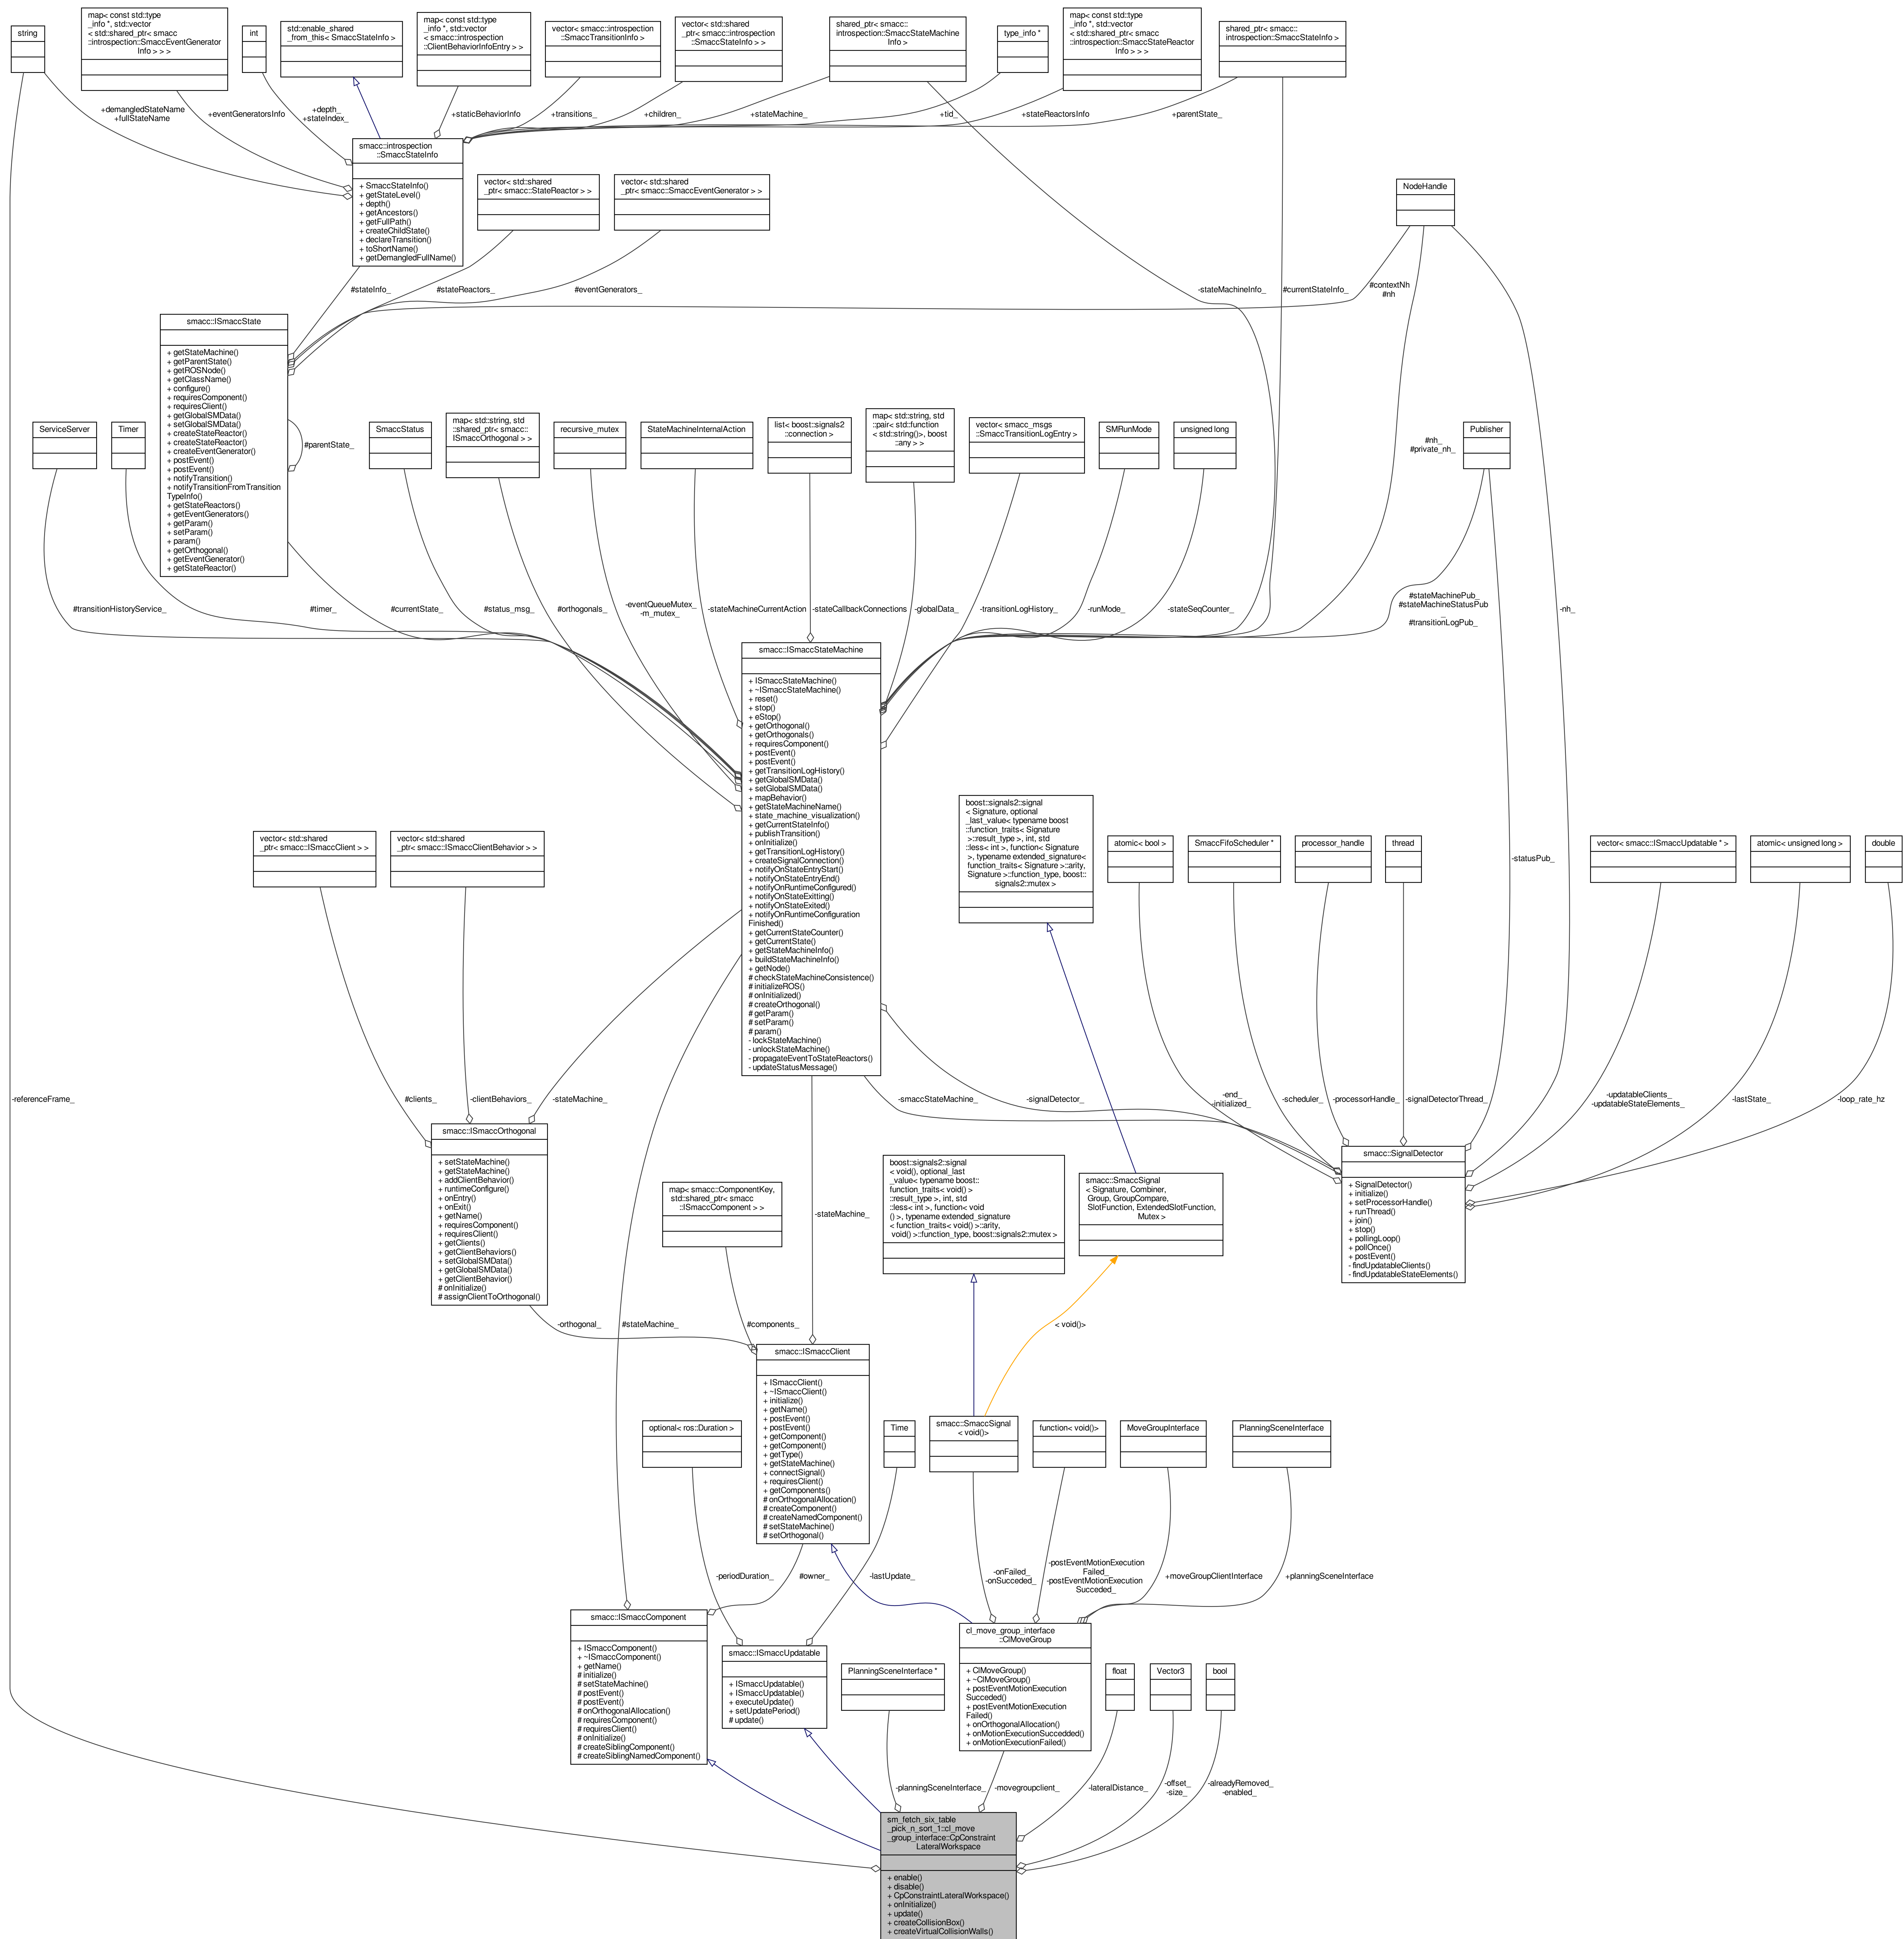 string
map< const std::type
_info *, std::vector
< std::shared_ptr< smacc
::introspection::SmaccEventGenerator
Info > > >
int
std::enable_shared
_from_this< SmaccStateInfo >
map< const std::type
_info *, std::vector
< smacc::introspection
::ClientBehaviorInfoEntry > >
vector< smacc::introspection
::SmaccTransitionInfo >
vector< std::shared
_ptr< smacc::introspection
::SmaccStateInfo > >
shared_ptr< smacc::
introspection::SmaccStateMachine
Info >
type_info *
map< const std::type
_info *, std::vector
< std::shared_ptr< smacc
::introspection::SmaccStateReactor
Info > > >
shared_ptr< smacc::
introspection::SmaccStateInfo >
+demangledStateName
+fullStateName
+eventGeneratorsInfo
+depth_
+stateIndex_
+staticBehaviorInfo
+transitions_
+children_
+stateMachine_
+tid_
+stateReactorsInfo
+parentState_
smacc::introspection
::SmaccStateInfo
+ SmaccStateInfo()
+ getStateLevel()
+ depth()
+ getAncestors()
+ getFullPath()
+ createChildState()
+ declareTransition()
+ toShortName()
+ getDemangledFullName()
vector< std::shared
_ptr< smacc::StateReactor > >
vector< std::shared
_ptr< smacc::SmaccEventGenerator > >
NodeHandle
#stateInfo_
#stateReactors_
#eventGenerators_
-stateMachineInfo_
#currentStateInfo_
#contextNh
#nh
smacc::ISmaccState
+ getStateMachine()
+ getParentState()
+ getROSNode()
+ getClassName()
+ configure()
+ requiresComponent()
+ requiresClient()
+ getGlobalSMData()
+ setGlobalSMData()
+ createStateReactor()
+ createStateReactor()
+ createEventGenerator()
+ postEvent()
+ postEvent()
+ notifyTransition()
+ notifyTransitionFromTransition
TypeInfo()
+ getStateReactors()
+ getEventGenerators()
+ getParam()
+ setParam()
+ param()
+ getOrthogonal()
+ getEventGenerator()
+ getStateReactor()
#parentState_
ServiceServer
Timer
SmaccStatus
map< std::string, std
::shared_ptr< smacc::
ISmaccOrthogonal > >
recursive_mutex
StateMachineInternalAction
list< boost::signals2
::connection >
map< std::string, std
::pair< std::function
< std::string()>, boost
::any > >
vector< smacc_msgs
::SmaccTransitionLogEntry >
SMRunMode
unsigned long
#nh_
#private_nh_
Publisher
#transitionHistoryService_
#timer_
#currentState_
#status_msg_
#orthogonals_
-eventQueueMutex_
-m_mutex_
-stateMachineCurrentAction
-stateCallbackConnections
-globalData_
-transitionLogHistory_
-runMode_
-stateSeqCounter_
#stateMachinePub_
#stateMachineStatusPub
_
#transitionLogPub_
-nh_
smacc::ISmaccStateMachine
+ ISmaccStateMachine()
+ ~ISmaccStateMachine()
+ reset()
+ stop()
+ eStop()
+ getOrthogonal()
+ getOrthogonals()
+ requiresComponent()
+ postEvent()
+ postEvent()
+ getTransitionLogHistory()
+ getGlobalSMData()
+ setGlobalSMData()
+ mapBehavior()
+ getStateMachineName()
+ state_machine_visualization()
+ getCurrentStateInfo()
+ publishTransition()
+ onInitialize()
+ getTransitionLogHistory()
+ createSignalConnection()
+ notifyOnStateEntryStart()
+ notifyOnStateEntryEnd()
+ notifyOnRuntimeConfigured()
+ notifyOnStateExitting()
+ notifyOnStateExited()
+ notifyOnRuntimeConfiguration
Finished()
+ getCurrentStateCounter()
+ getCurrentState()
+ getStateMachineInfo()
+ buildStateMachineInfo()
+ getNode()
# checkStateMachineConsistence()
# initializeROS()
# onInitialized()
# createOrthogonal()
# getParam()
# setParam()
# param()
- lockStateMachine()
- unlockStateMachine()
- propagateEventToStateReactors()
- updateStatusMessage()
vector< std::shared
_ptr< smacc::ISmaccClient > >
vector< std::shared
_ptr< smacc::ISmaccClientBehavior > >
boost::signals2::signal
< Signature, optional
_last_value< typename boost
::function_traits< Signature
>::result_type >, int, std
::less< int >, function< Signature
>, typename extended_signature<
function_traits< Signature >::arity,
Signature >::function_type, boost::
signals2::mutex >
atomic< bool >
SmaccFifoScheduler *
processor_handle
thread
-statusPub_
vector< smacc::ISmaccUpdatable * >
atomic< unsigned long >
double
-referenceFrame_
#clients_
-clientBehaviors_
-stateMachine_
-smaccStateMachine_
-signalDetector_
-end_
-initialized_
-scheduler_
-processorHandle_
-signalDetectorThread_
-updatableClients_
-updatableStateElements_
-lastState_
-loop_rate_hz
smacc::ISmaccOrthogonal
+ setStateMachine()
+ getStateMachine()
+ addClientBehavior()
+ runtimeConfigure()
+ onEntry()
+ onExit()
+ getName()
+ requiresComponent()
+ requiresClient()
+ getClients()
+ getClientBehaviors()
+ setGlobalSMData()
+ getGlobalSMData()
+ getClientBehavior()
# onInitialize()
# assignClientToOrthogonal()
smacc::SignalDetector
+ SignalDetector()
+ initialize()
+ setProcessorHandle()
+ runThread()
+ join()
+ stop()
+ pollingLoop()
+ pollOnce()
+ postEvent()
- findUpdatableClients()
- findUpdatableStateElements()
map< smacc::ComponentKey,
std::shared_ptr< smacc
::ISmaccComponent > >
boost::signals2::signal
< void(), optional_last
_value< typename boost::
function_traits< void()>
::result_type >, int, std
::less< int >, function< void
() >, typename extended_signature
< function_traits< void() >::arity,
void() >::function_type, boost::signals2::mutex >
smacc::SmaccSignal
< Signature, Combiner,
Group, GroupCompare,
SlotFunction, ExtendedSlotFunction,
Mutex >
-stateMachine_
-orthogonal_
#stateMachine_
#components_
< void()>
smacc::ISmaccClient
+ ISmaccClient()
+ ~ISmaccClient()
+ initialize()
+ getName()
+ postEvent()
+ postEvent()
+ getComponent()
+ getComponent()
+ getType()
+ getStateMachine()
+ connectSignal()
+ requiresClient()
+ getComponents()
# onOrthogonalAllocation()
# createComponent()
# createNamedComponent()
# setStateMachine()
# setOrthogonal()
optional< ros::Duration >
Time
smacc::SmaccSignal
< void()>
function< void()>
MoveGroupInterface
PlanningSceneInterface
-periodDuration_
#owner_
-lastUpdate_
-onFailed_
-onSucceded_
-postEventMotionExecution
Failed_
-postEventMotionExecution
Succeded_
+moveGroupClientInterface
+planningSceneInterface
smacc::ISmaccComponent
+ ISmaccComponent()
+ ~ISmaccComponent()
+ getName()
# initialize()
# setStateMachine()
# postEvent()
# postEvent()
# onOrthogonalAllocation()
# requiresComponent()
# requiresClient()
# onInitialize()
# createSiblingComponent()
# createSiblingNamedComponent()
smacc::ISmaccUpdatable
+ ISmaccUpdatable()
+ ISmaccUpdatable()
+ executeUpdate()
+ setUpdatePeriod()
# update()
cl_move_group_interface
::ClMoveGroup
+ ClMoveGroup()
+ ~ClMoveGroup()
+ postEventMotionExecution
Succeded()
+ postEventMotionExecution
Failed()
+ onOrthogonalAllocation()
+ onMotionExecutionSuccedded()
+ onMotionExecutionFailed()
PlanningSceneInterface *
float
Vector3
bool
-planningSceneInterface_
-movegroupclient_
-lateralDistance_
-offset_
-size_
-alreadyRemoved_
-enabled_
sm_fetch_six_table
_pick_n_sort_1::cl_move
_group_interface::CpConstraint
LateralWorkspace
+ enable()
+ disable()
+ CpConstraintLateralWorkspace()
+ onInitialize()
+ update()
+ createCollisionBox()
+ createVirtualCollisionWalls()